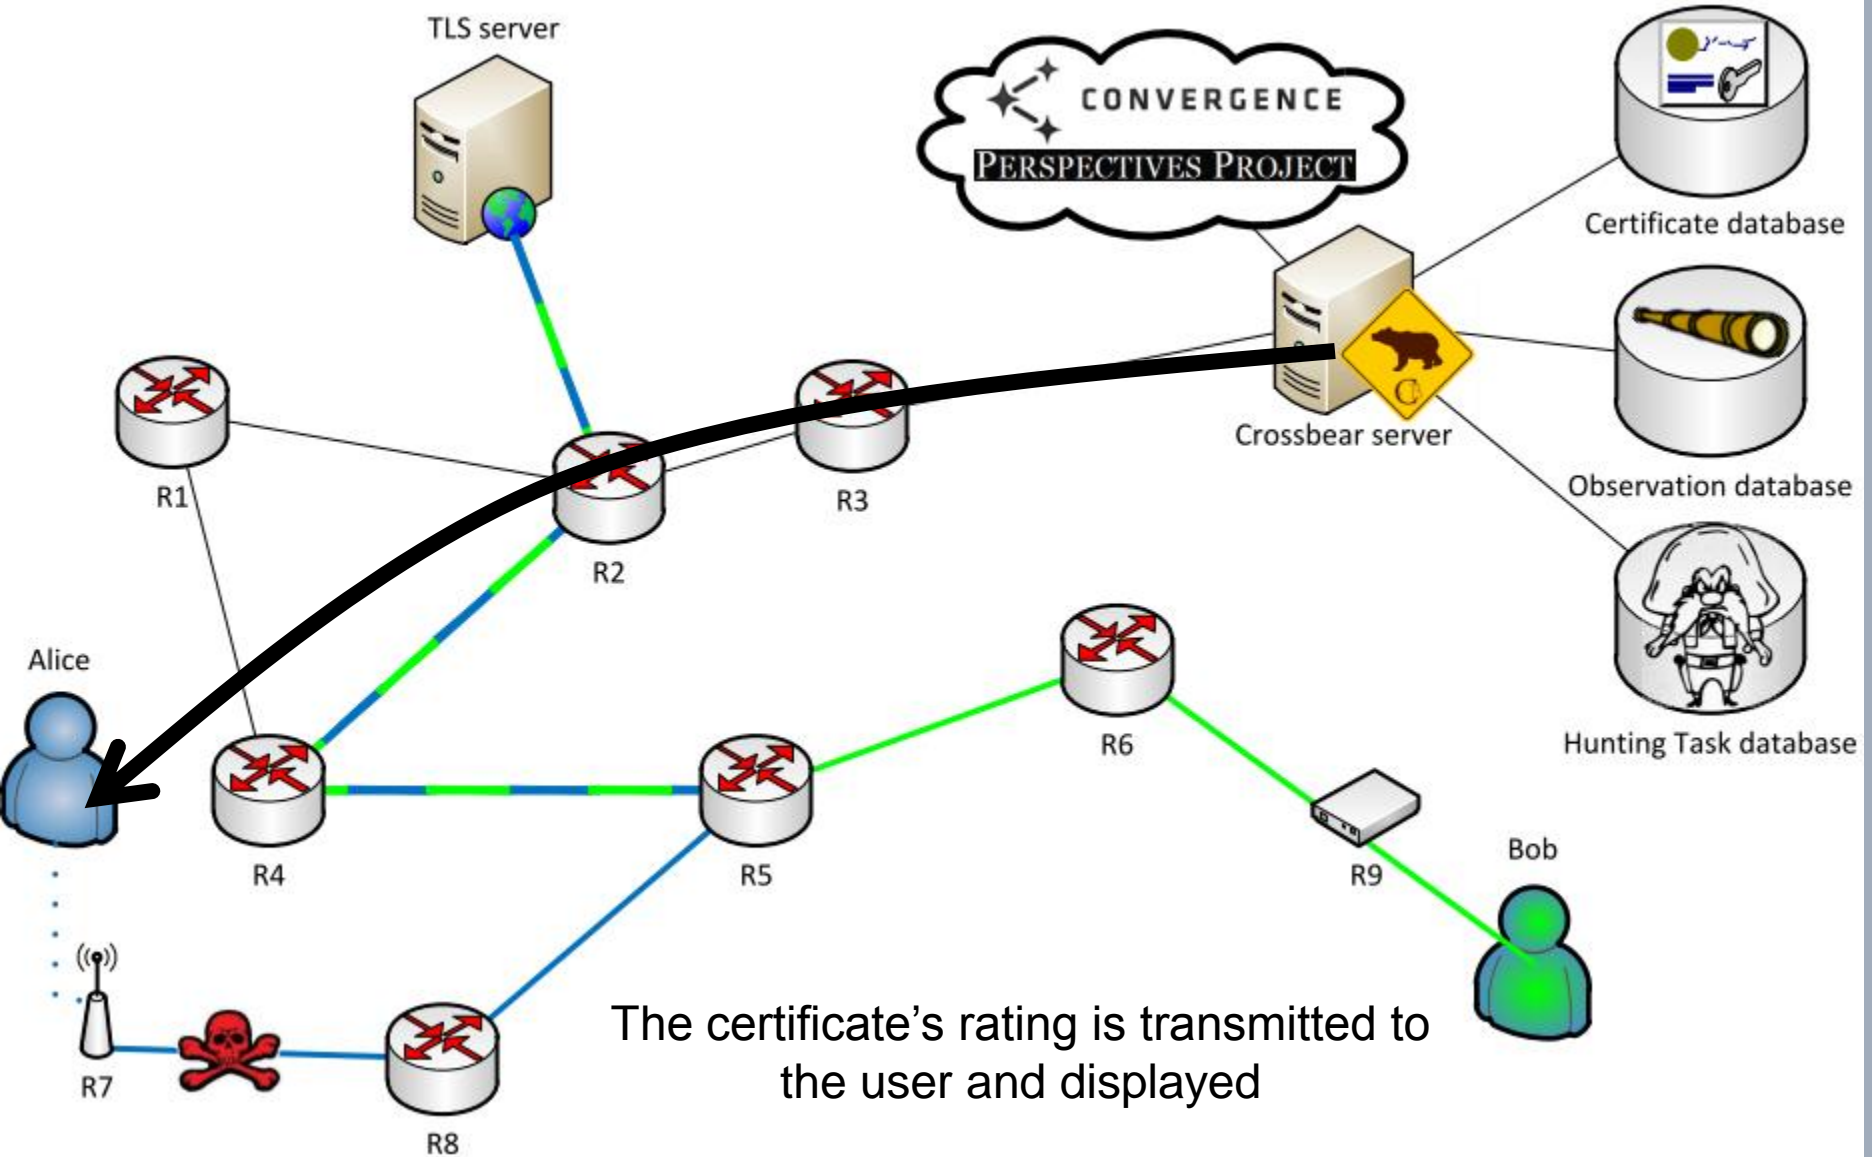 TLS server
CONVERGENCE
PERSPECTIVES PROJECT
Certificate database
Crossbear server
Observation database
R1
R3
R2
Alice
R6
Hunting Task database
R4
R5
R9
Bob
The certificate’s rating is transmitted to
the user and displayed
R7
R8